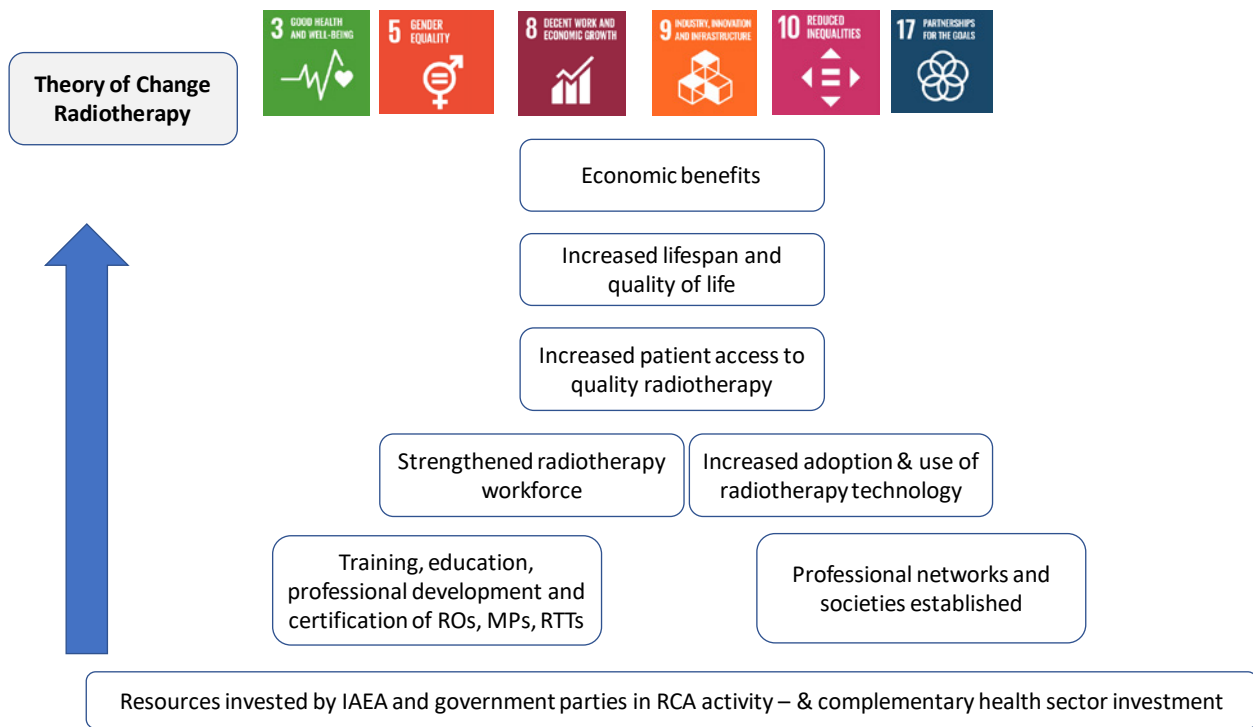 3 GOOD HEALTH
AND WELL-BEING
5 GENDER
EQUALITY
8 DECENT WORK AND
ECONOMIC GROWTH
9 INDUSTRY, INNOVATION
AND INFRASTRUCTURE
10 REDUCED
INEQUALITIES
17 PARTNERSHIPS
FOR THE GOALS
Theory of Change
Radiotherapy
Economic benefits
Increased lifespan and
quality of life
Increased patient access to
quality radiotherapy
Strengthened radiotherapy
workforce
Increased adoption & use of
radiotherapy technology
Training, education,
professional development and
certification of ROs, MPs, RTTs
Professional networks and
societies established
Resources invested by IAEA and government parties in RCA activity – & complementary health sector investment